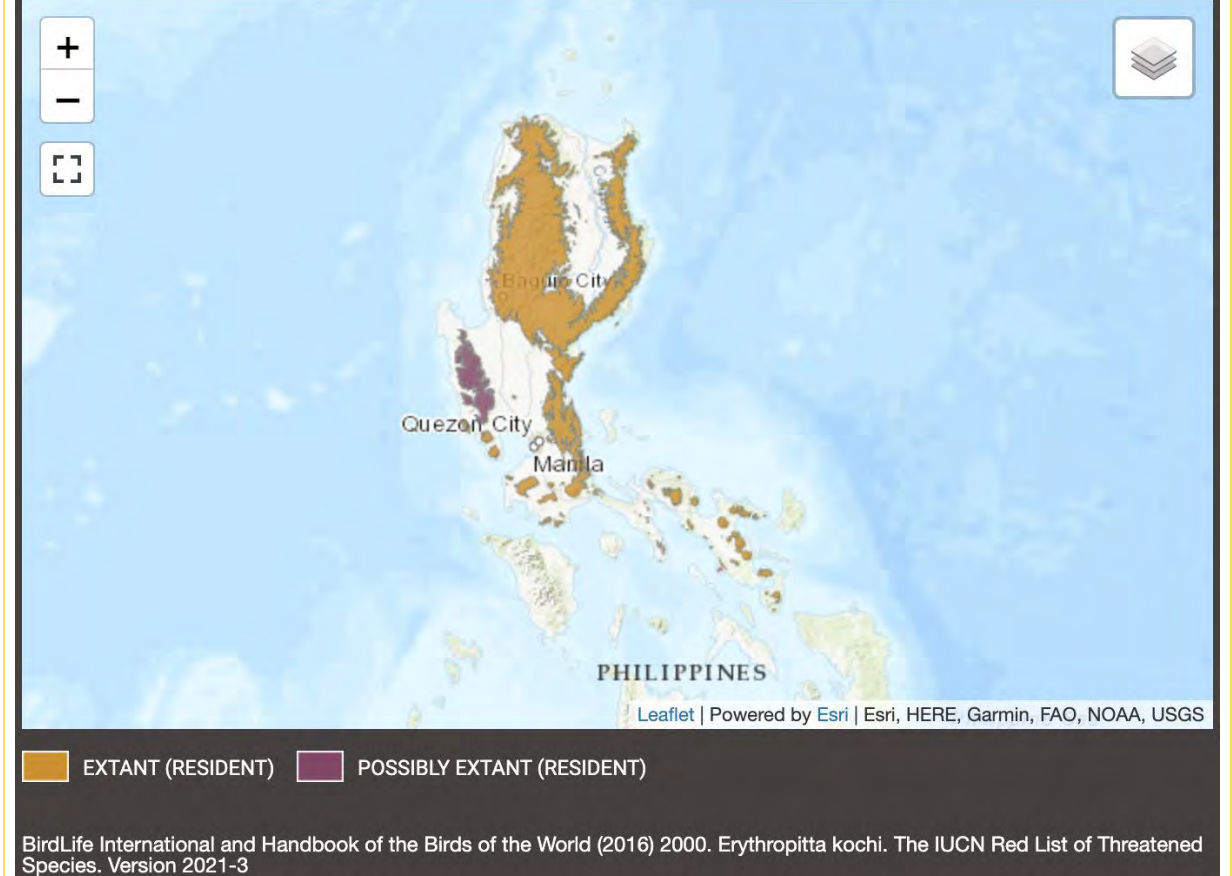 +
−
Baguio City
Quezon City
Manila
PHILIPPINES
Leaflet | Powered by Esri | Esri, HERE, Garmin, FAO, NOAA, USGS
EXTANT (RESIDENT) POSSIBLY EXTANT (RESIDENT)
BirdLife International and Handbook of the Birds of the World (2016) 2000. Erythropitta kochi. The IUCN Red List of Threatened
Species. Version 2021-3